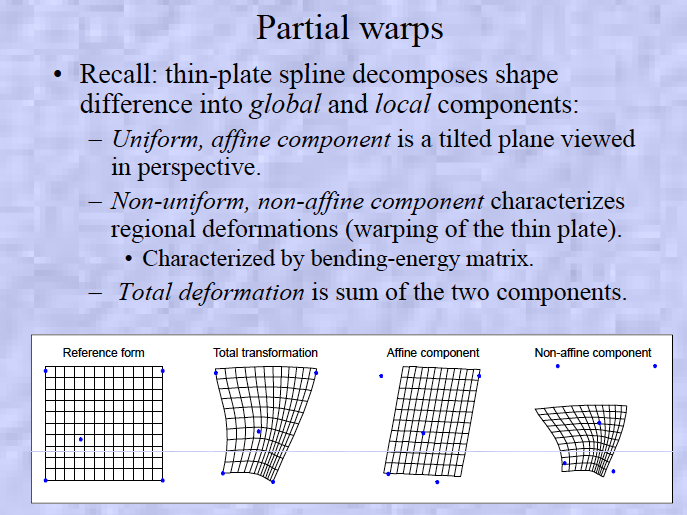 Partial warps
• Recall: thin-plate spline decomposes shape
difference into global and local components:
– Uniform, affine component is a tilted plane viewed
in perspective.
– Non-uniform, non-affine component characterizes
regional deformations (warping of the thin plate).
• Characterized by bending-energy matrix.
– Total deformation is sum of the two components.
Reference form
Total transformation
Affine component
Non-affine component